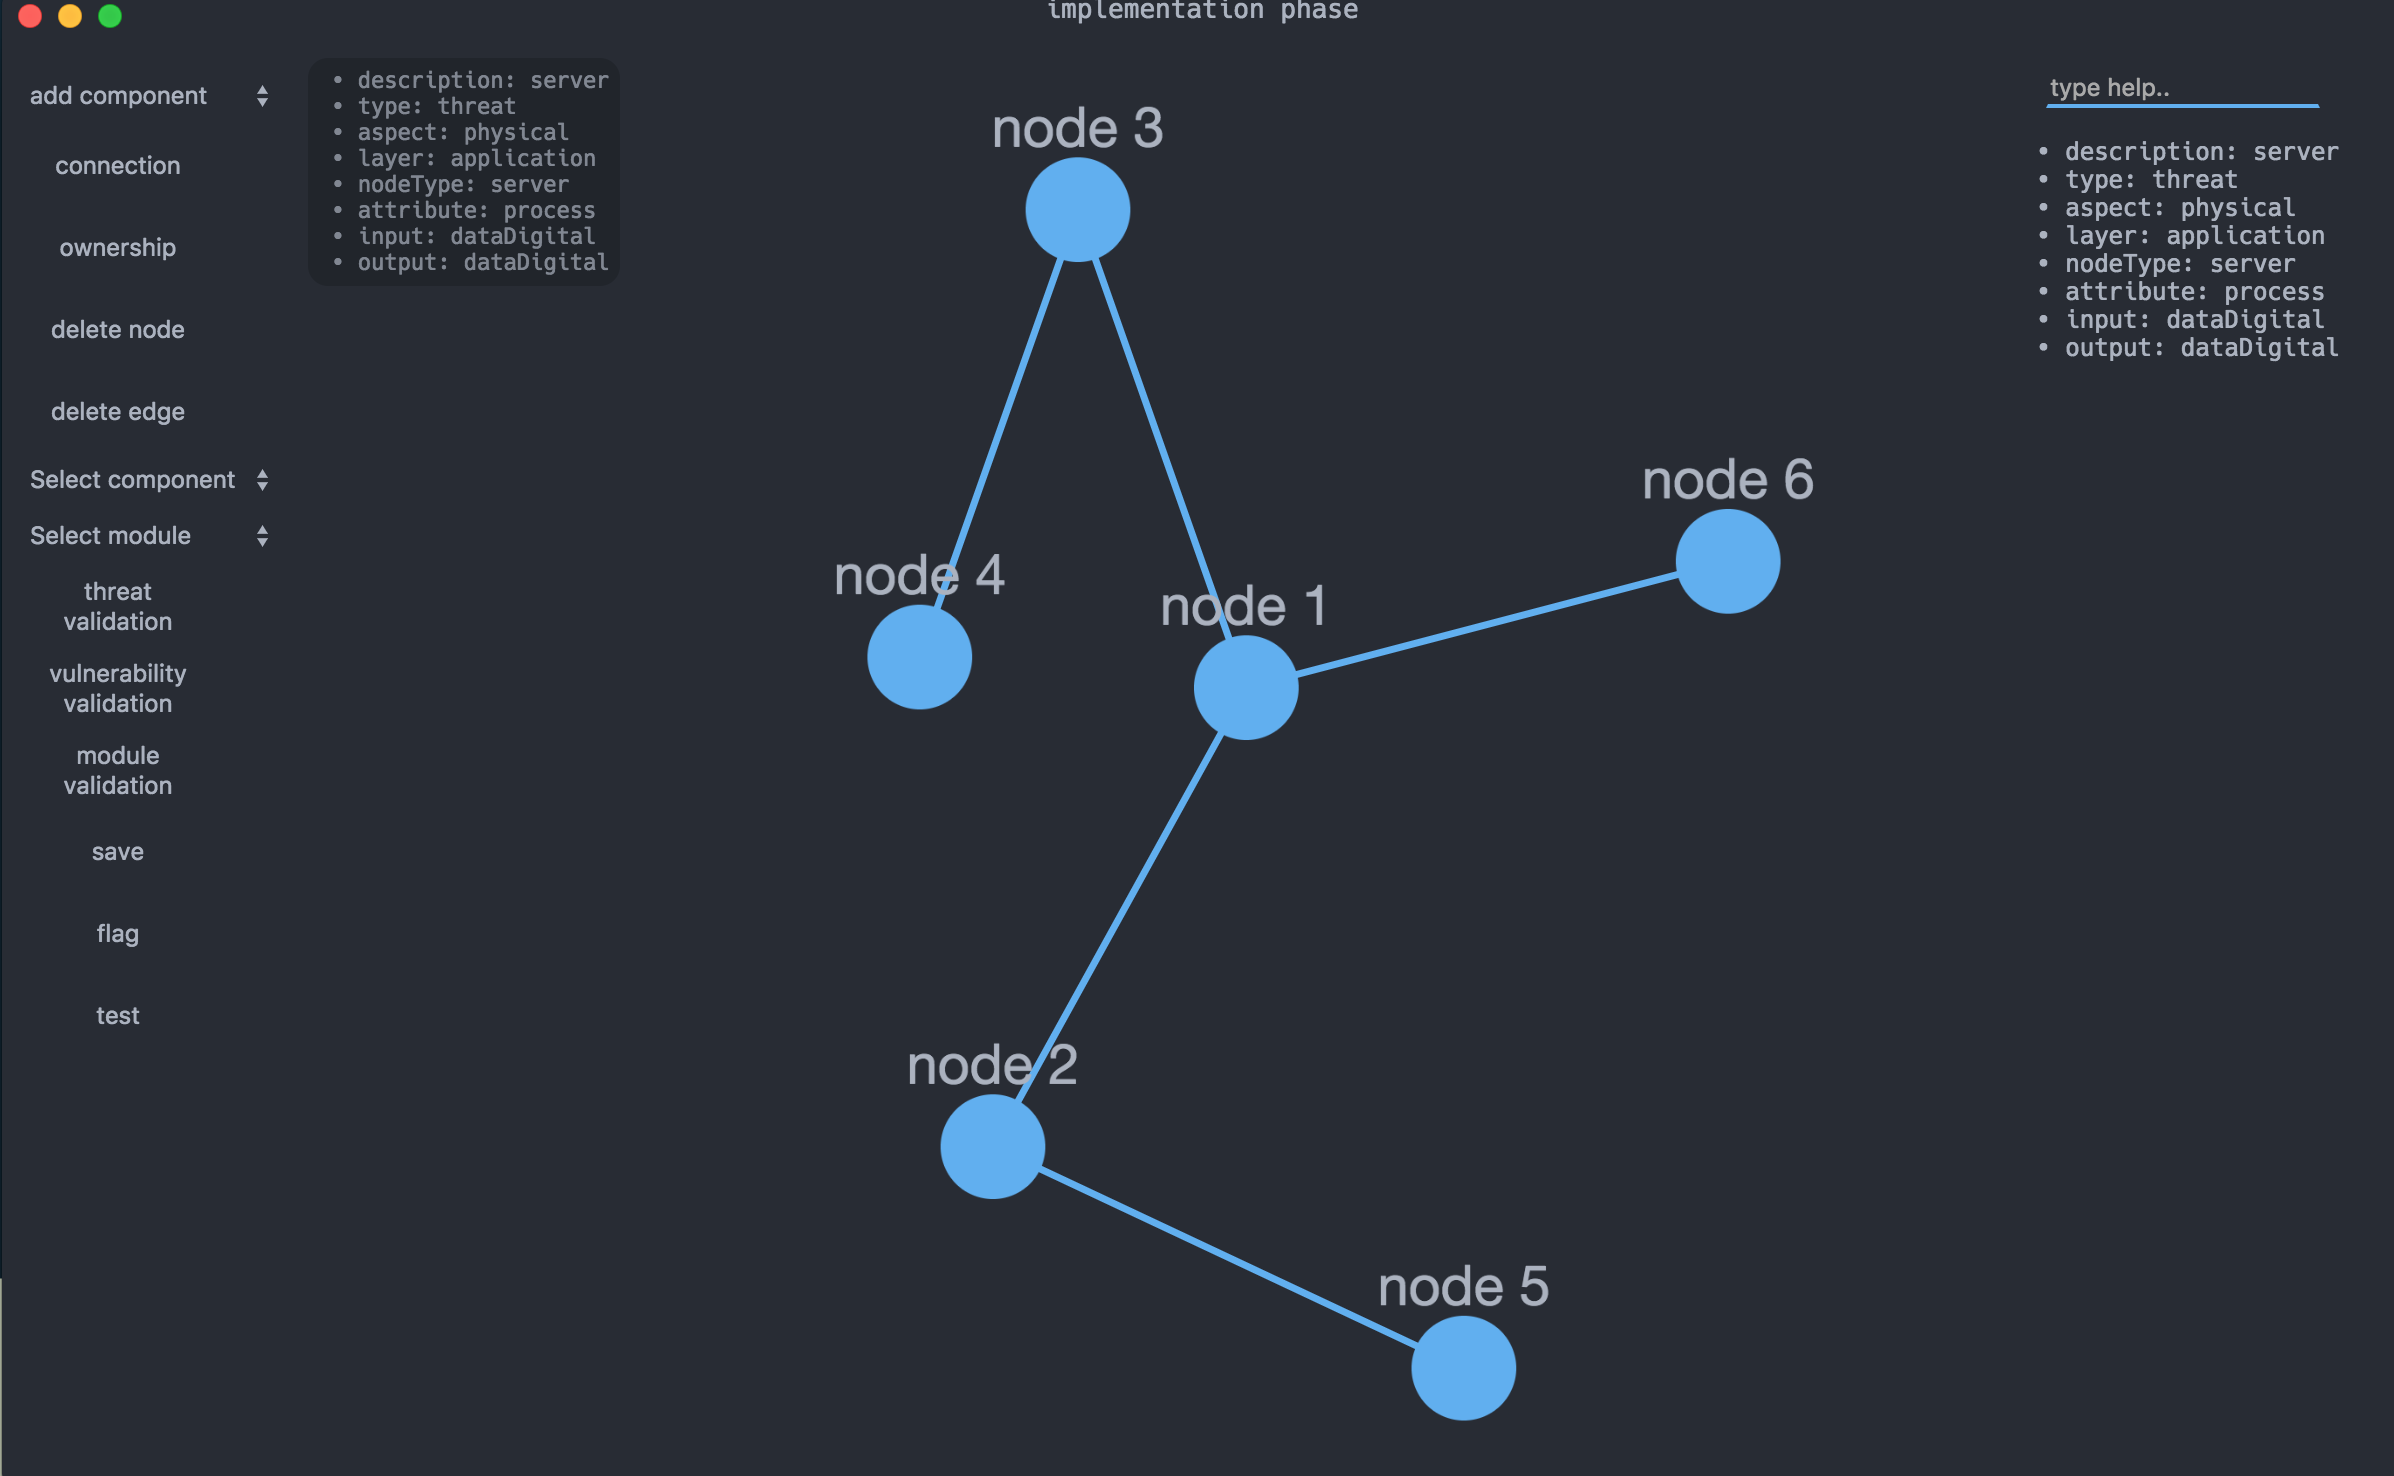 implementation phase
add component
connection
ownership
delete node
delete edge
Select component
Select module
threat
validation
vulnerability
validation
module
validation
save
flag
test
• description: server
• type: threat
• aspect: physical
• layer: application
• nodeType: server
• attribute: process
• input: dataDigital
• output: dataDigital
node 3
node 6
node 4
node 1
node 2
node 5
type help..
• description: server
• type: threat
• aspect: physical
• layer: application
• nodeType: server
• attribute: process
• input: dataDigital
• output: dataDigital